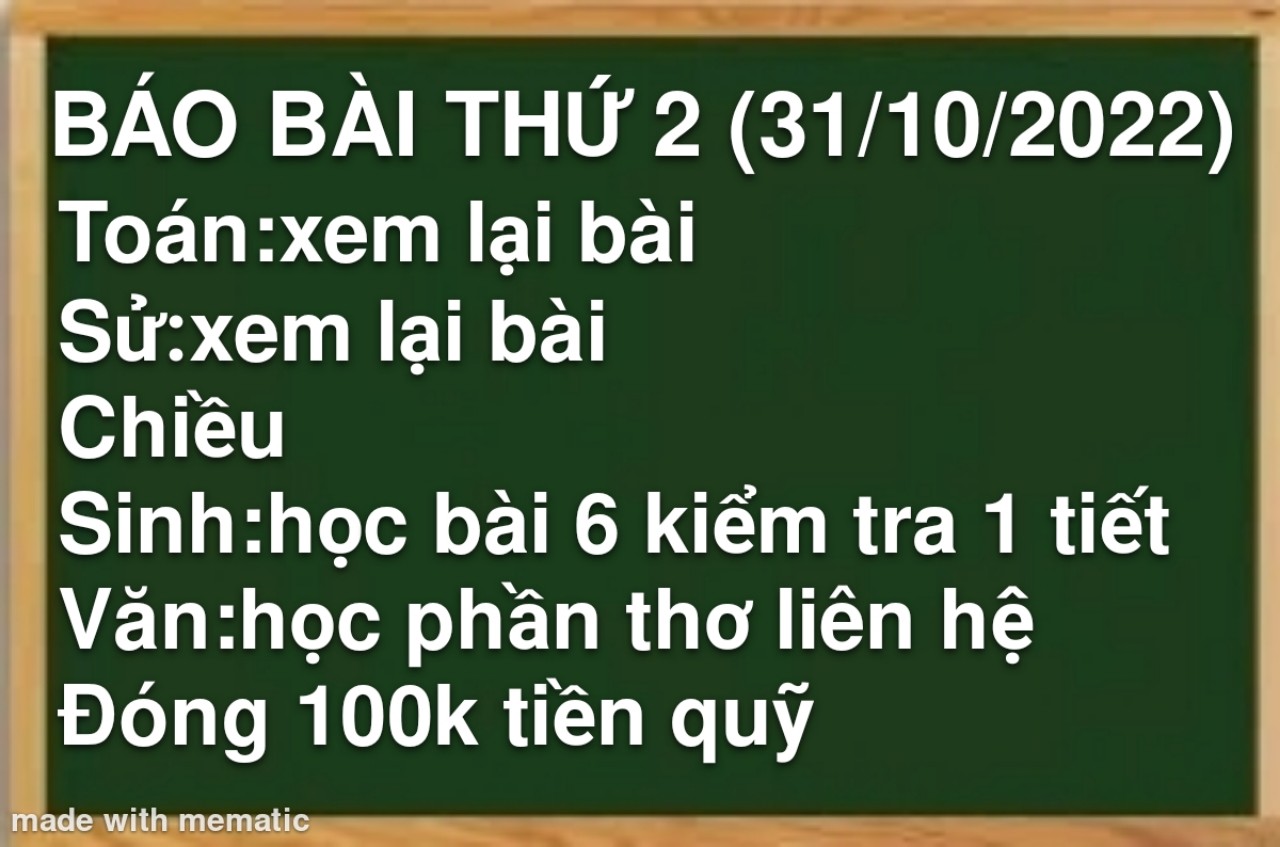 BÁO BÀI THỨ 2 (31/10/2022)
Toán:xem lại bài
Sử:xem lại bài
Chiều
Sinh:học bài 6 kiểm tra 1 tiết
Văn:học phần thơ liên hệ
Đóng 100k tiền quỹ
made with mematic